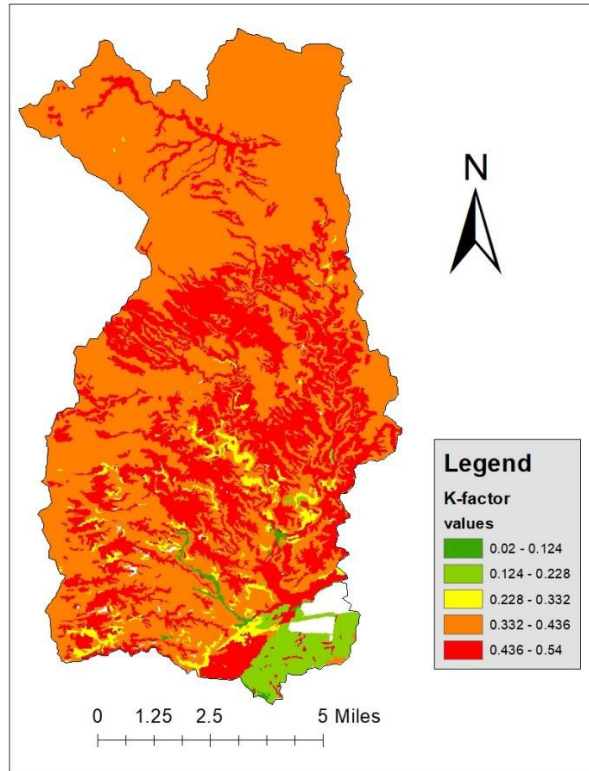 N
Legend
K-factor
values
0.02 - 0.124
0.124 - 0.228
0.228 - 0.332
0.332 - 0.436
0.436 - 0.54
0 1.25 2.5 5 Miles